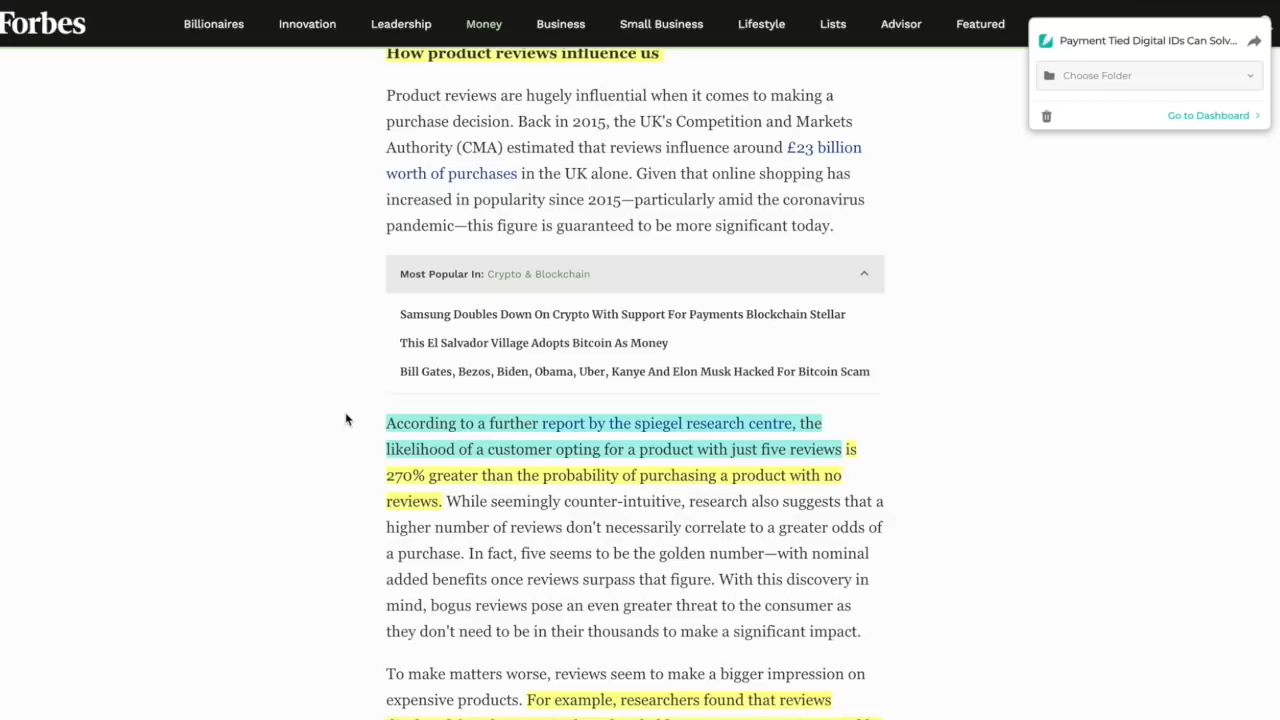 Forbes
Billionaires Innovation Leadership Money Business Small Business Lifestyle Lists Advisor Featured
Payment Tied Digital IDs Can Solv...
Choose Folder
Go to Dashboard
How product reviews influence us
Product reviews are hugely influential when it comes to making a
purchase decision. Back in 2015, the UK's Competition and Markets
Authority (CMA) estimated that reviews influence around £23 billion
worth of purchases in the UK alone. Given that online shopping has
increased in popularity since 2015—particularly amid the coronavirus
pandemic—this figure is guaranteed to be more significant today.
Most Popular In: Crypto & Blockchain
Samsung Doubles Down On Crypto With Support For Payments Blockchain Stellar
This El Salvador Village Adopts Bitcoin As Money
Bill Gates, Bezos, Biden, Obama, Uber, Kanye And Elon Musk Hacked For Bitcoin Scam
According to a further report by the spiegel research centre, the
likelihood of a customer opting for a product with just five reviews is
270% greater than the probability of purchasing a product with no
reviews. While seemingly counter-intuitive, research also suggests that a
higher number of reviews don't necessarily correlate to a greater odds of
a purchase. In fact, five seems to be the golden number—with nominal
added benefits once reviews surpass that figure. With this discovery in
mind, bogus reviews pose an even greater threat to the consumer as
they don't need to be in their thousands to make a significant impact.
To make matters worse, reviews seem to make a bigger impression on
expensive products. For example, researchers found that reviews